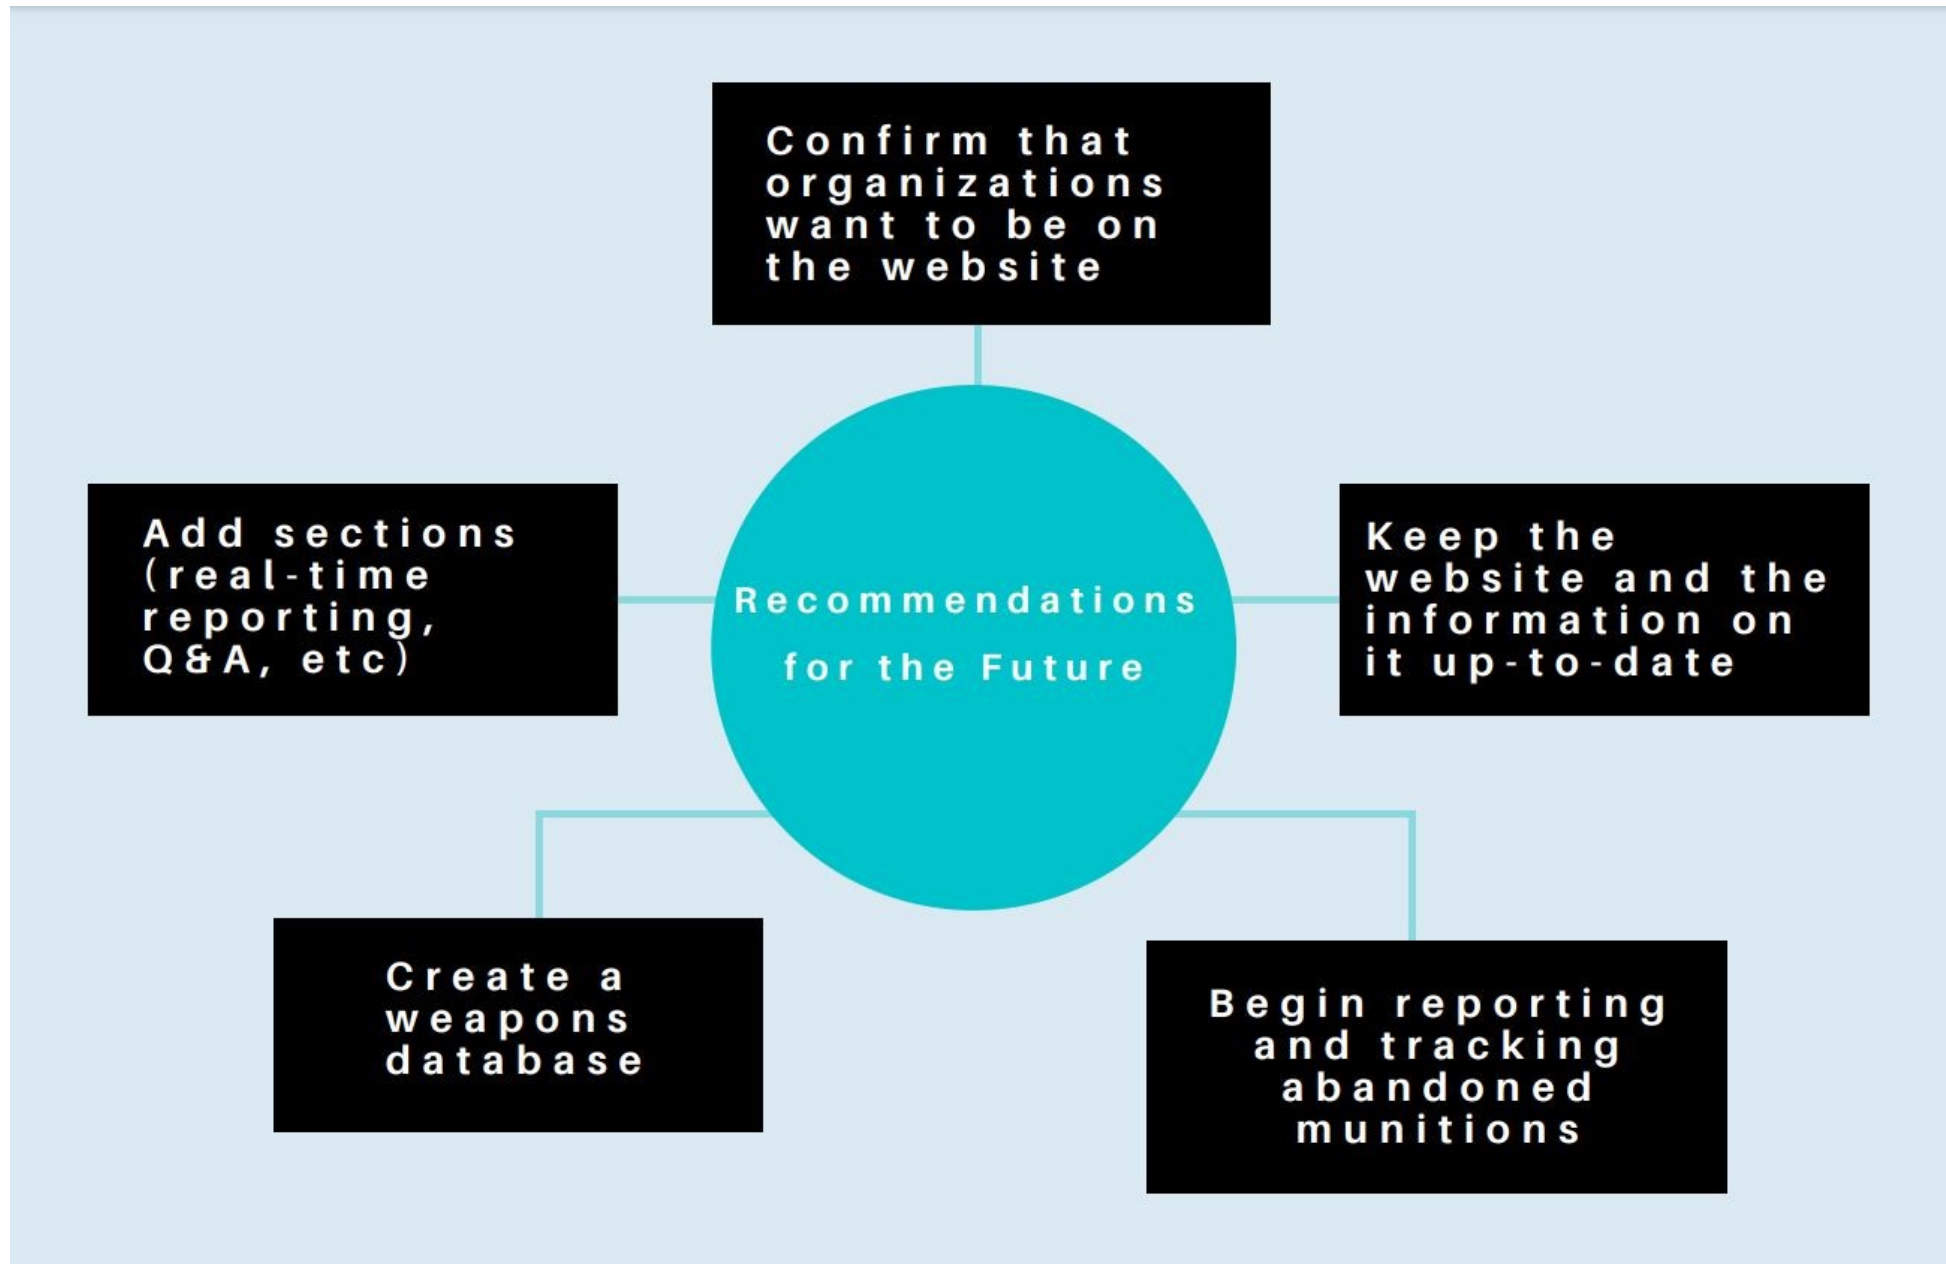 Confirm that
organizations
want to be on
the website
Add sections
(real-time
reporting,
Q&A, etc)
Recommendations
for the Future
Keep the
website and the
information on
it up-to-date
Create a
weapons
database
Begin reporting
and tracking
abandoned
munitions